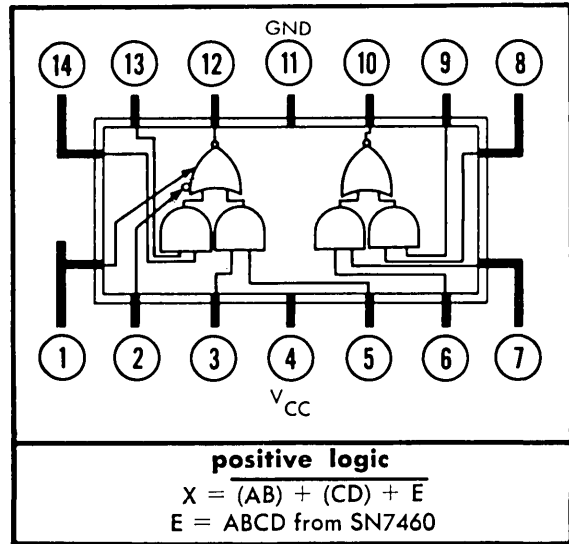 GND
14 13 12 11 10 9 8
1 2 3 4 5 6 7
VCC
positive logic
X = (AB) + (CD) + E
E = ABCD from SN7460